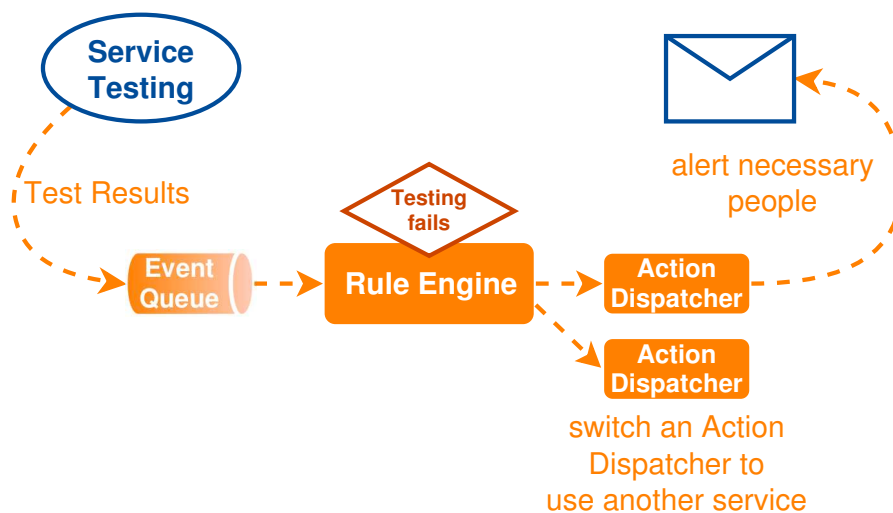 Service
Testing
Test Results
alert necessary
people
Testing
fails
Event
Queue
Rule Engine
Action
Dispatcher
Action
Dispatcher
switch an Action
Dispatcher to
use another service